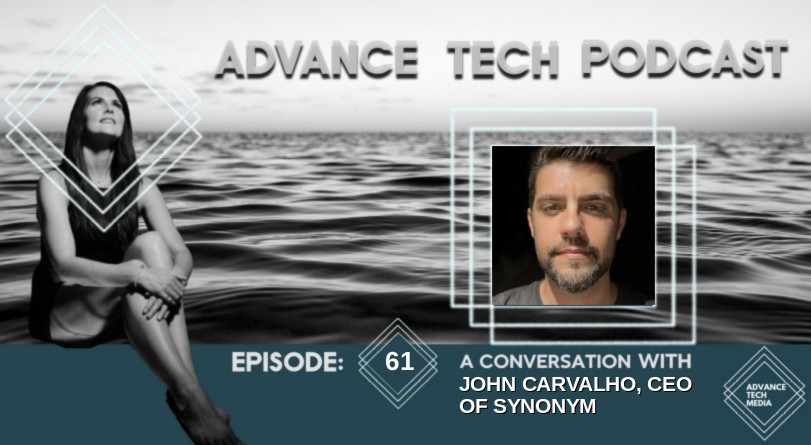 ADVANCE TECH PODCAST
EPISODE:
61
A CONVERSATION WITH
JOHN CARVALHO, CEO
OF SYNONYM
ADVANCE
TECH
MEDIA